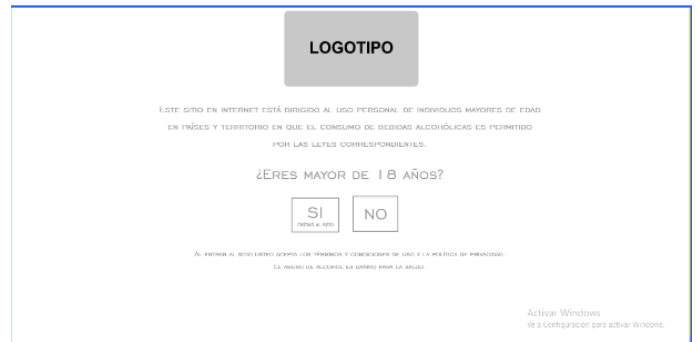 LOGOTIPO
ESTE SITIO EN INTERNET ESTÁ DIRIGIDO AL USO PERSONAL DE INDIVIDUOS MAYORES DE EDAD
EN PAÍSES Y TERRITORIO EN QUE EL CONSUMO DE BEBIDAS ALCOHÓLICAS ES PERMITIDO
POR LAS LEYES CORRESPONDIENTES.
¿ERES MAYOR DE 18 AÑOS?
SI
NO
AL ENTRAR AL SITIO USTED ACEPTA LOS TÉRMINOS Y CONDICIONES DE USO Y LA POLÍTICA DE PRIVACIDAD.
EL ABUSO DE ALCOHOL ES DAÑINO PARA LA SALUD.
Activar Windows
Ve a Configuración para activar Windows.